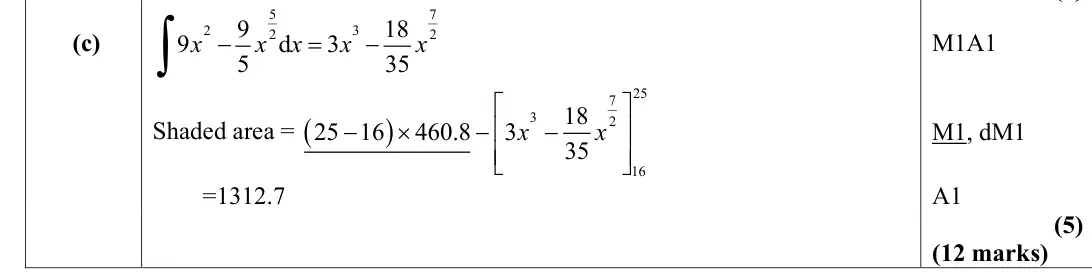 (c) ∫ 9x² − 9/5 x^(5/2) dx = 3x³ − 18/35 x^(7/2) M1A1
Shaded area = (25 − 16) × 460.8 − [3x³ − 18/35 x^(7/2)]₁₆²⁵ M1, dM1
=1312.7 A1
(5)
(12 marks)